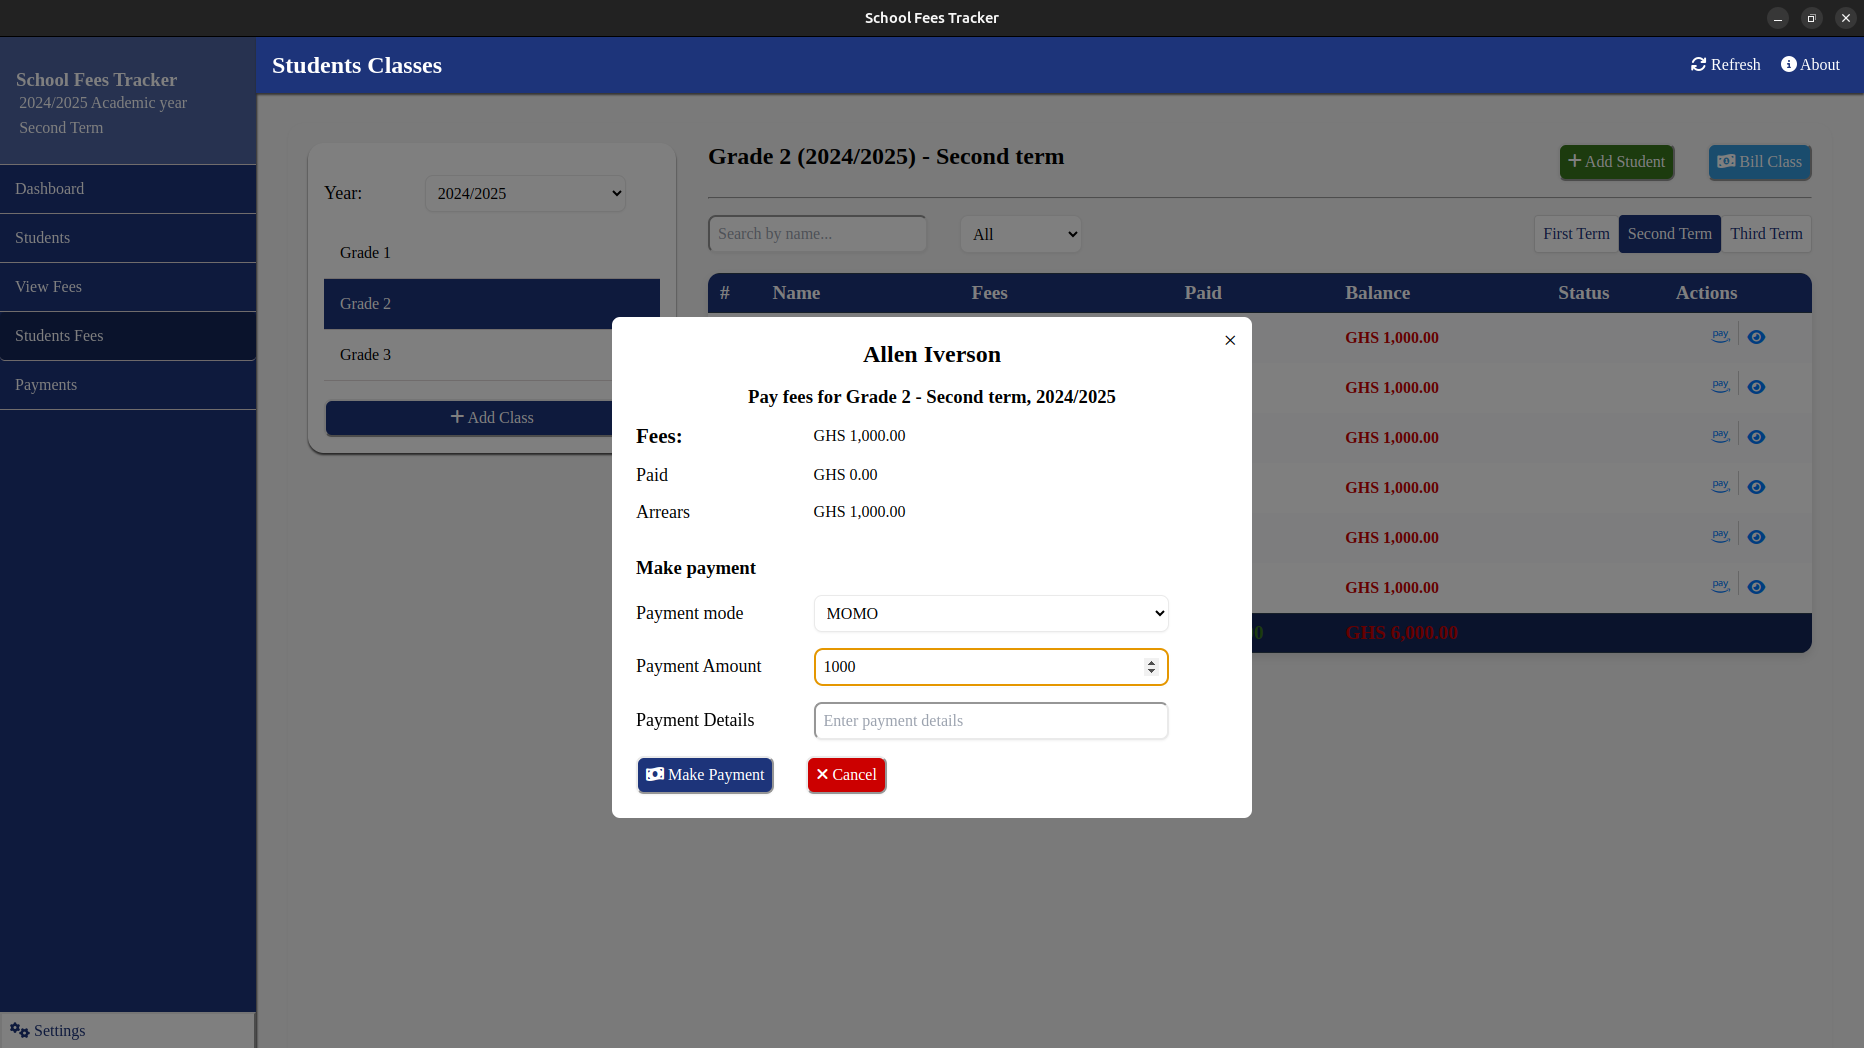 School Fees Tracker
School Fees Tracker
2024/2025 Academic year
Second Term
Dashboard
Students
View Fees
Students Fees
Payments
Settings
Students Classes
Refresh
About
Year:
2024/2025
Grade 1
Grade 2
Grade 3
Add Class
Grade 2 (2024/2025) - Second term
Add Student
Bill Class
Search by name...
All
First Term
Second Term
Third Term
# Name Fees Paid Balance Status Actions
GHS 1,000.00 pay
GHS 1,000.00 pay
GHS 1,000.00 pay
GHS 1,000.00 pay
GHS 1,000.00 pay
GHS 1,000.00 pay
GHS 6,000.00
Allen Iverson
Pay fees for Grade 2 - Second term, 2024/2025
Fees: GHS 1,000.00
Paid GHS 0.00
Arrears GHS 1,000.00
Make payment
Payment mode MOMO
Payment Amount 1000
Payment Details Enter payment details
Make Payment
Cancel